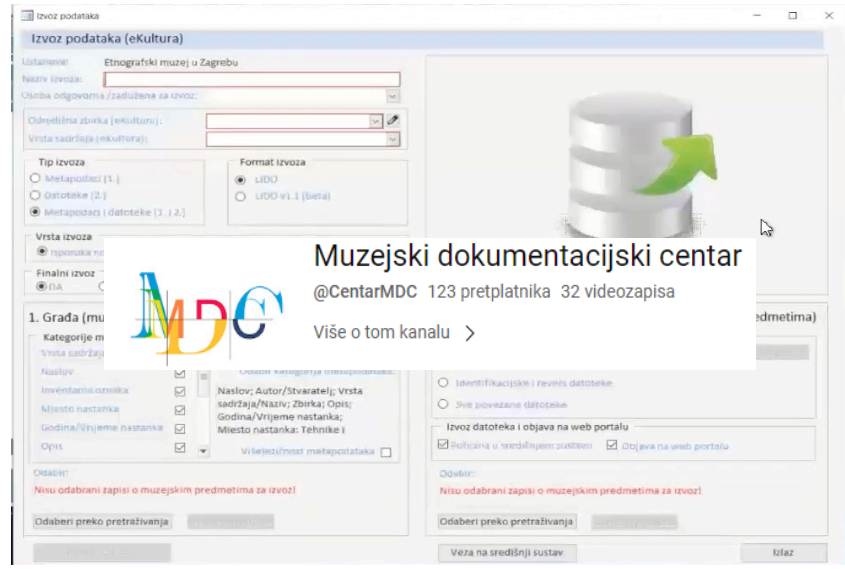 Izvoz podataka
Izvoz podataka (eKultura)
Ustanova: Etnografski muzej u Zagrebu
Naziv izvoza:
Osoba odgovorna /zadužena za izvoz:
Odredišna zbirka (eKultura):
Vrsta sadržaja (eKultura):
Tip izvoza
Metapodaci (1.)
Datoteke (2.)
Metapodaci i datoteke (1. i 2.)
Format izvoza
LIDO
LIDO v1.1 (beta)
Vrsta izvoza
Isporuka
Finalni izvoz
DA
MDC
Muzejski dokumentacijski centar
@CentarMDC 123 pretplatnika 32 videozapisa
Više o tom kanalu
1. Građa (mu
Kategorije m
Vrsta sadržaj
Naslov
Inventarna oznaka
Mjesto nastanka
Godina/Vrijeme nastanka
Opis
Odabir kategorija metapodataka:
Naslov; Autor/Stvaratelj; Vrsta
sadržaja/Naziv; Zbirka; Opis;
Godina/Vrijeme nastanka;
Mjesto nastanka; Tehnike i
Višejezičnost metapodataka
Odabir:
Nisu odabrani zapisi o muzejskim predmetima za izvoz!
Odaberi preko pretraživanja
edmetima)
Identifikacijske i revers datoteke
Sve povezane datoteke
Izvoz datoteka i objava na web portalu
Pohrana u središnjem sustavu
Objava na web portalu
Odabir:
Nisu odabrani zapisi o muzejskim predmetima za izvoz!
Odaberi preko pretraživanja
Veza na središnji sustav
Izlaz